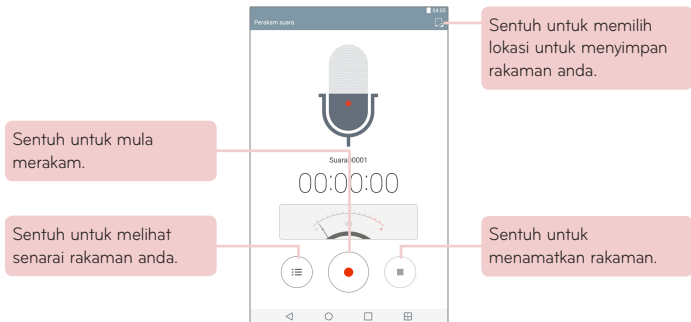 04:05
Perakam suara
Sentuh untuk memilih
lokasi untuk menyimpan
rakaman anda.
Sentuh untuk mula
merakam.
Suara 0001
00:00:00
Sentuh untuk melihat
senarai rakaman anda.
Sentuh untuk
menamatkan rakaman.